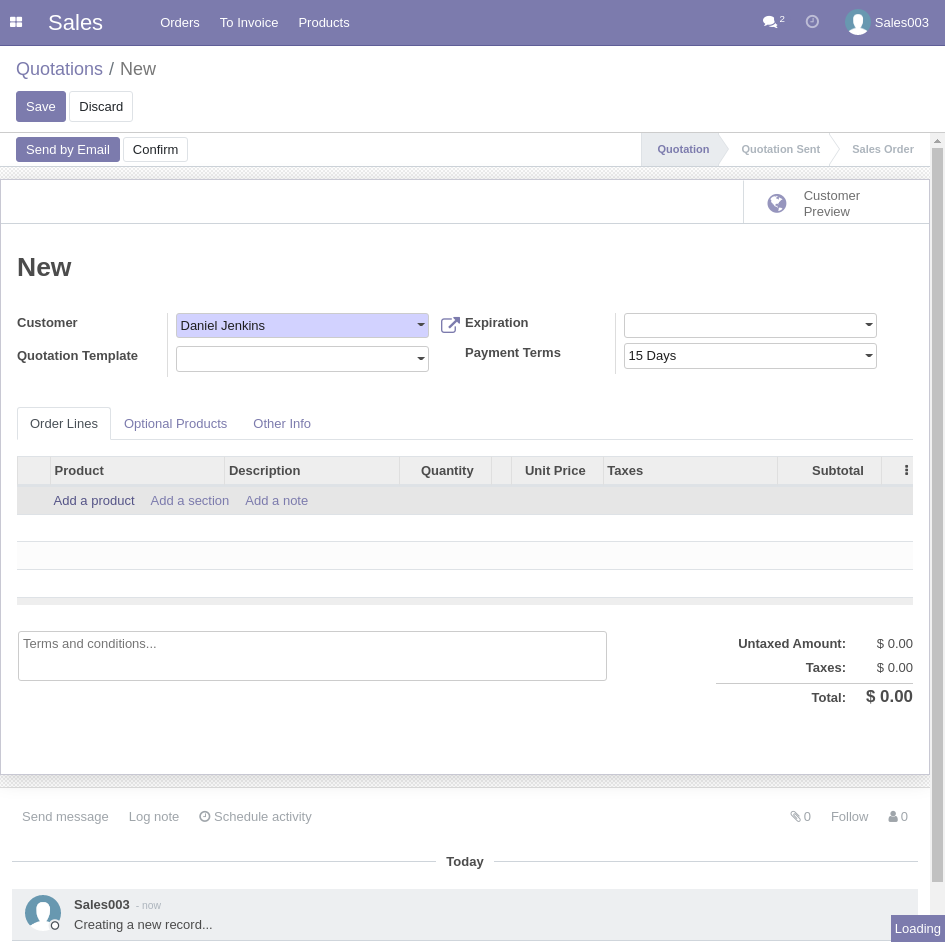 Sales Orders To Invoice Products 2 Sales003
Quotations / New
Save Discard
Send by Email Confirm Quotation Quotation Sent Sales Order
Customer
Preview
New
Customer Daniel Jenkins Expiration
Quotation Template Payment Terms 15 Days
Order Lines Optional Products Other Info
Product Description Quantity Unit Price Taxes Subtotal
Add a product Add a section Add a note
Terms and conditions... Untaxed Amount: $ 0.00
Taxes: $ 0.00
Total: $ 0.00
Send message Log note Schedule activity 0 Follow 0
Today
Sales003 - now
Creating a new record...
Loading